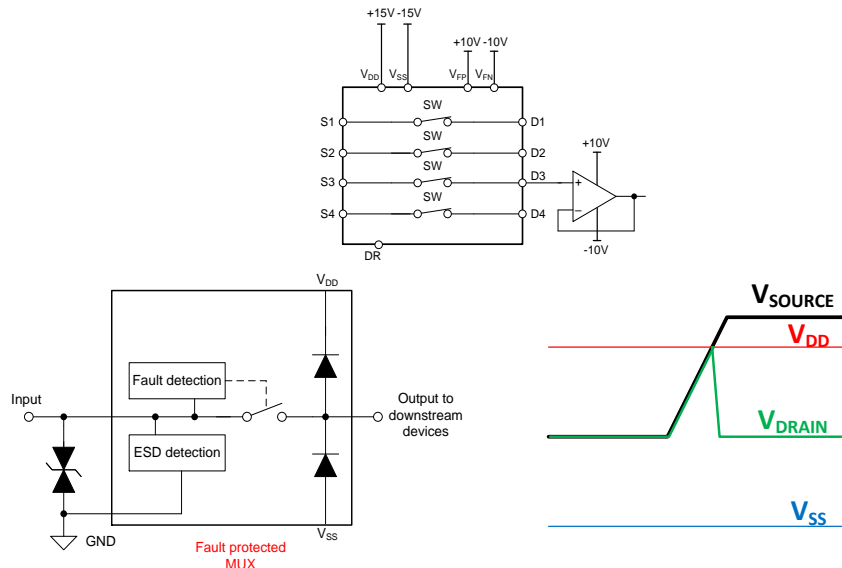 +15V -15V
+10V -10V
VDD VSS VFP VFN
SW
S1 D1
SW
S2 D2
+10V
SW
S3 D3
+
SW
−
S4 D4
DR
-10V
VDD
VSOURCE
VDD
Fault detection
Input
Output to
downstream
devices
VDRAIN
ESD detection
VSS
GND
VSS
Fault protected
MUX